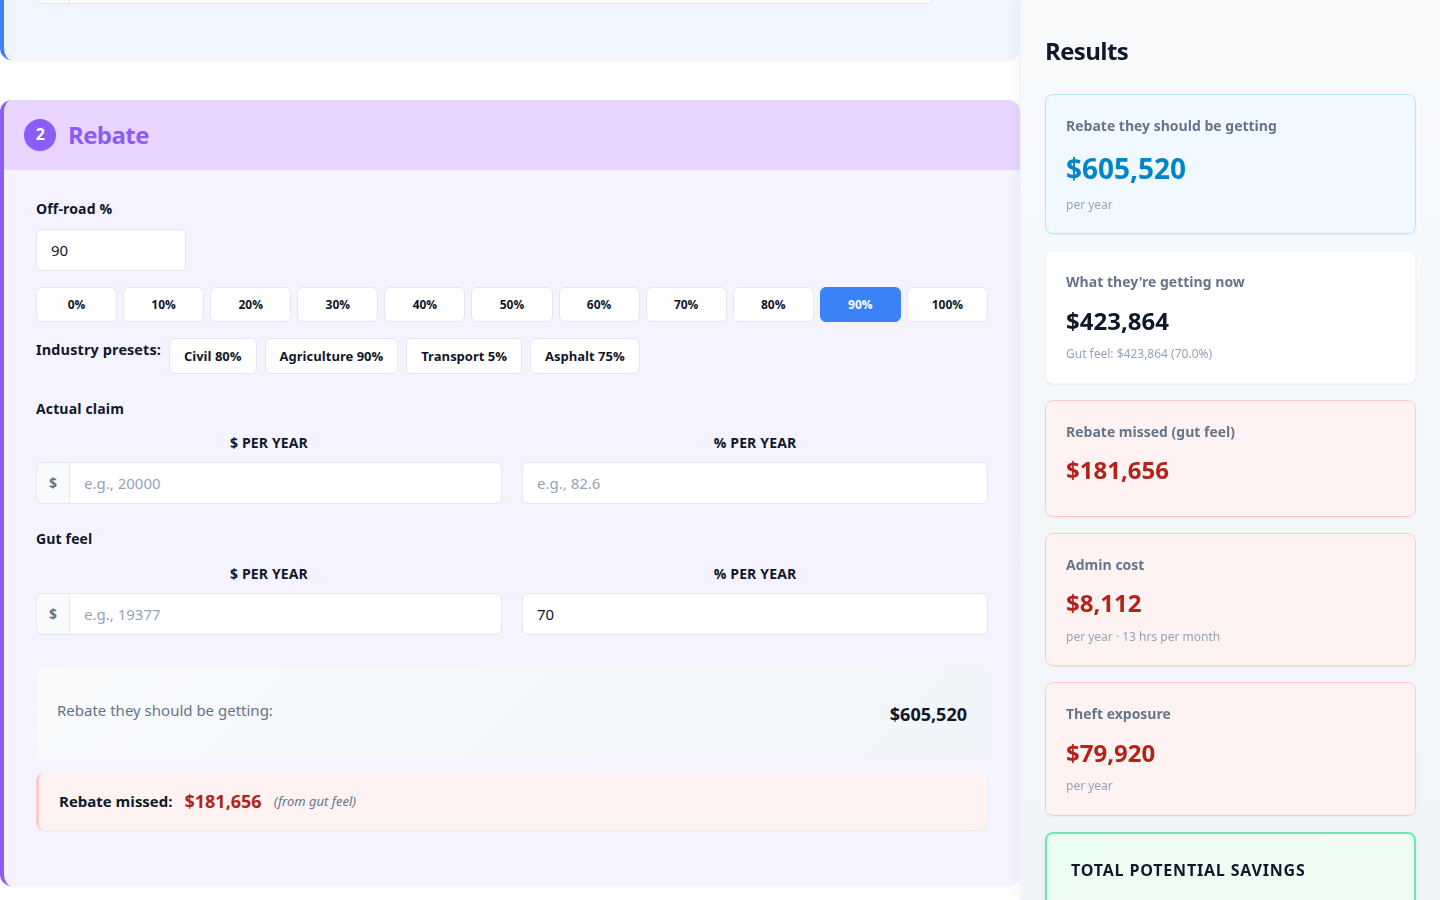 2
Rebate
Off-road %
90
0% 10% 20% 30% 40% 50% 60% 70% 80% 90% 100%
Industry presets: Civil 80% Agriculture 90% Transport 5% Asphalt 75%
Actual claim
$ PER YEAR % PER YEAR
$ e.g., 20000 e.g., 82.6
Gut feel
$ PER YEAR % PER YEAR
$ e.g., 19377 70
Rebate they should be getting: $605,520
Rebate missed: $181,656 (from gut feel)
Results
Rebate they should be getting
$605,520
per year
What they're getting now
$423,864
Gut feel: $423,864 (70.0%)
Rebate missed (gut feel)
$181,656
Admin cost
$8,112
per year · 13 hrs per month
Theft exposure
$79,920
per year
TOTAL POTENTIAL SAVINGS